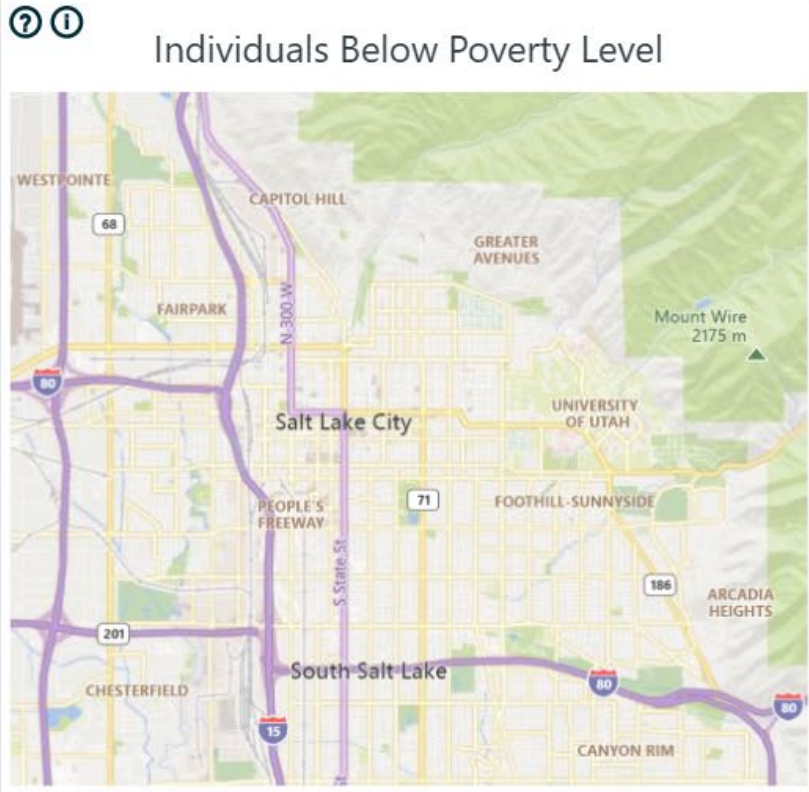 ? i
Individuals Below Poverty Level
WESTPOINTE
CAPITOL HILL
68
GREATER
AVENUES
N 300 W
FAIRPARK
Mount Wire
2175 m
80
UNIVERSITY
OF UTAH
Salt Lake City
71
FOOTHILL-SUNNYSIDE
PEOPLE'S
FREEWAY
S State St
186
ARCADIA
HEIGHTS
201
South Salt Lake
80
CHESTERFIELD
80
15
CANYON RIM
St